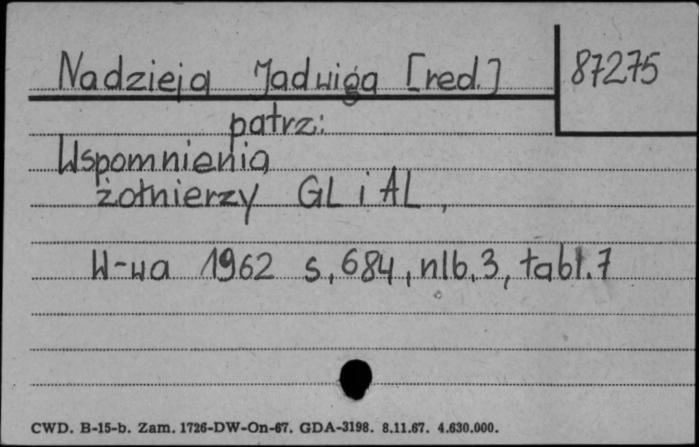 Nadzieja Jadwiga [red.] 87275
patrz:
Wspomnienia
żołnierzy GL i AL,
W-wa 1962 s. 684, nlb. 3, tabl. 7
CWD. B-15-b. Zam. 1726-DW-On-67. GDA-3198. 8.11.67. 4.630.000.